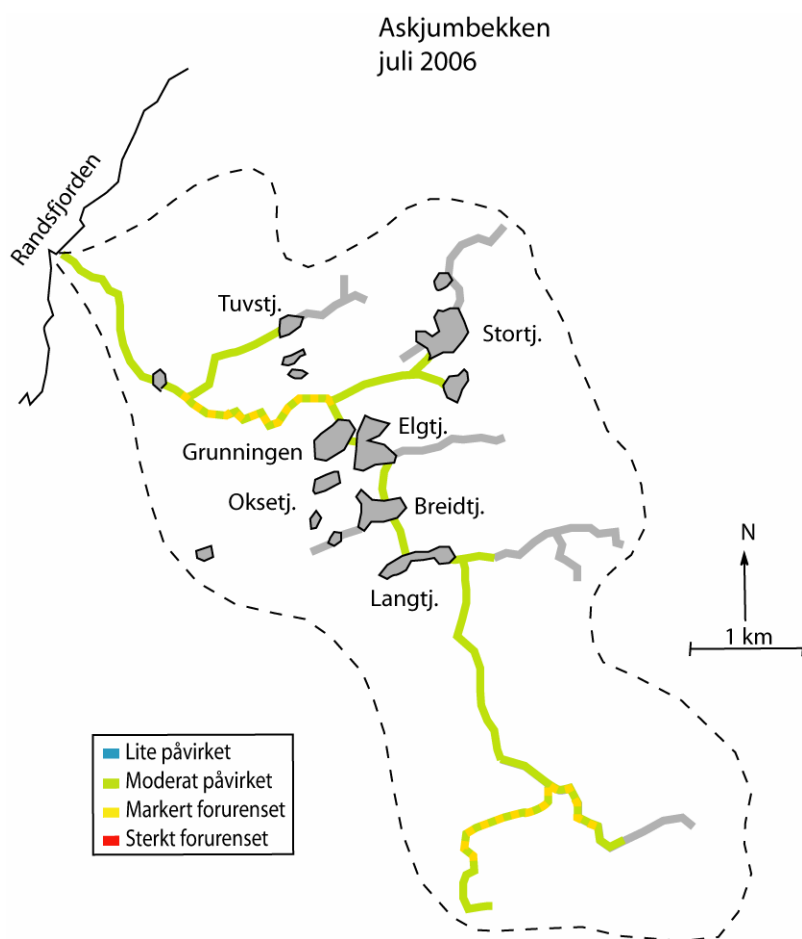 Askjumbekken
juli 2006
Randsfjorden
Tuvstj.
Stortj.
Elgtj.
Grunningen
Oksetj.
Breidtj.
Langtj.
N
1 km
Lite påvirket
Moderat påvirket
Markert forurenset
Sterkt forurenset